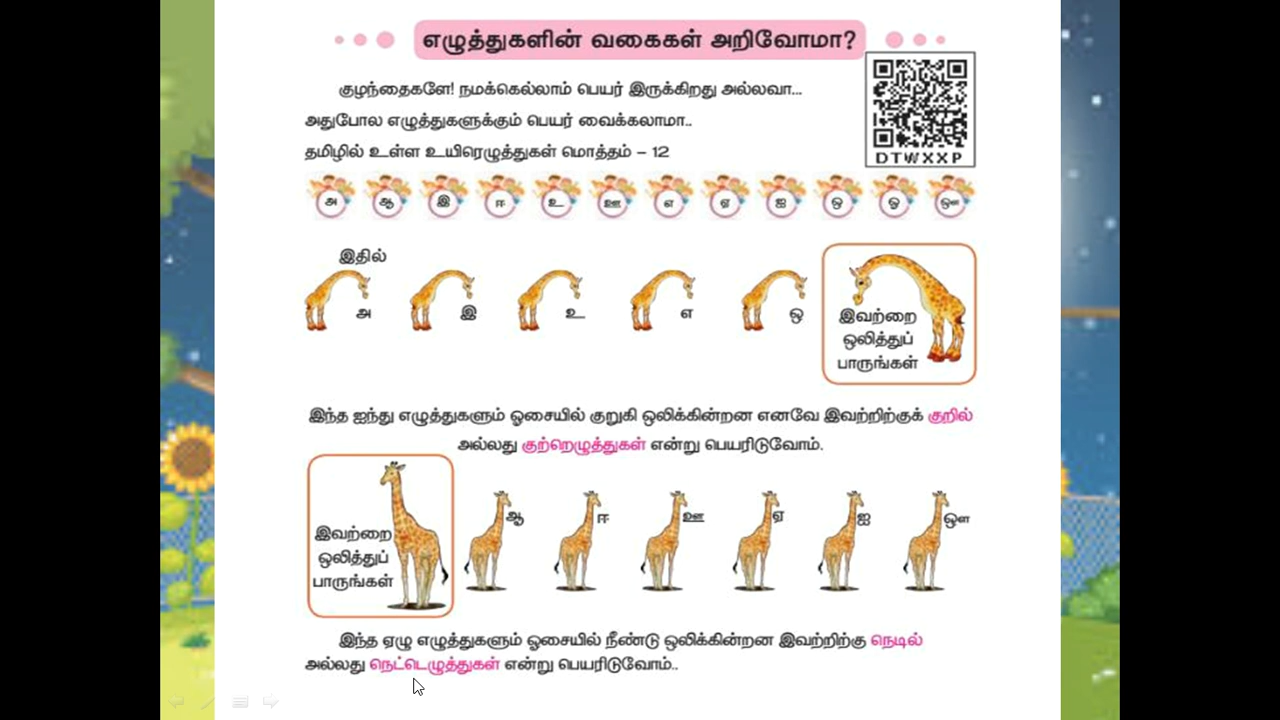 எழுத்துகளின் வகைகள் அறிவோமா?
குழந்தைகளே! நமக்கெல்லாம் பெயர் இருக்கிறது அல்லவா...
அதுபோல எழுத்துகளுக்கும் பெயர் வைக்கலாமா..
தமிழில் உள்ள உயிரெழுத்துகள் மொத்தம் – 12
DTWXXP
அ ஆ இ ஈ உ ஊ எ ஏ ஐ ஒ ஓ ஔ
இதில்
அ இ உ எ ஒ
இவற்றை
ஒலித்துப்
பாருங்கள்
இந்த ஐந்து எழுத்துகளும் ஓசையில் குறுகி ஒலிக்கின்றன எனவே இவற்றிற்குக் குறில்
அல்லது குற்றெழுத்துகள் என்று பெயரிடுவோம்.
இவற்றை
ஒலித்துப்
பாருங்கள்
ஆ ஈ ஊ ஏ ஐ ஔ
இந்த ஏழு எழுத்துகளும் ஓசையில் நீண்டு ஒலிக்கின்றன இவற்றிற்கு நெடில்
அல்லது நெட்டெழுத்துகள் என்று பெயரிடுவோம்..